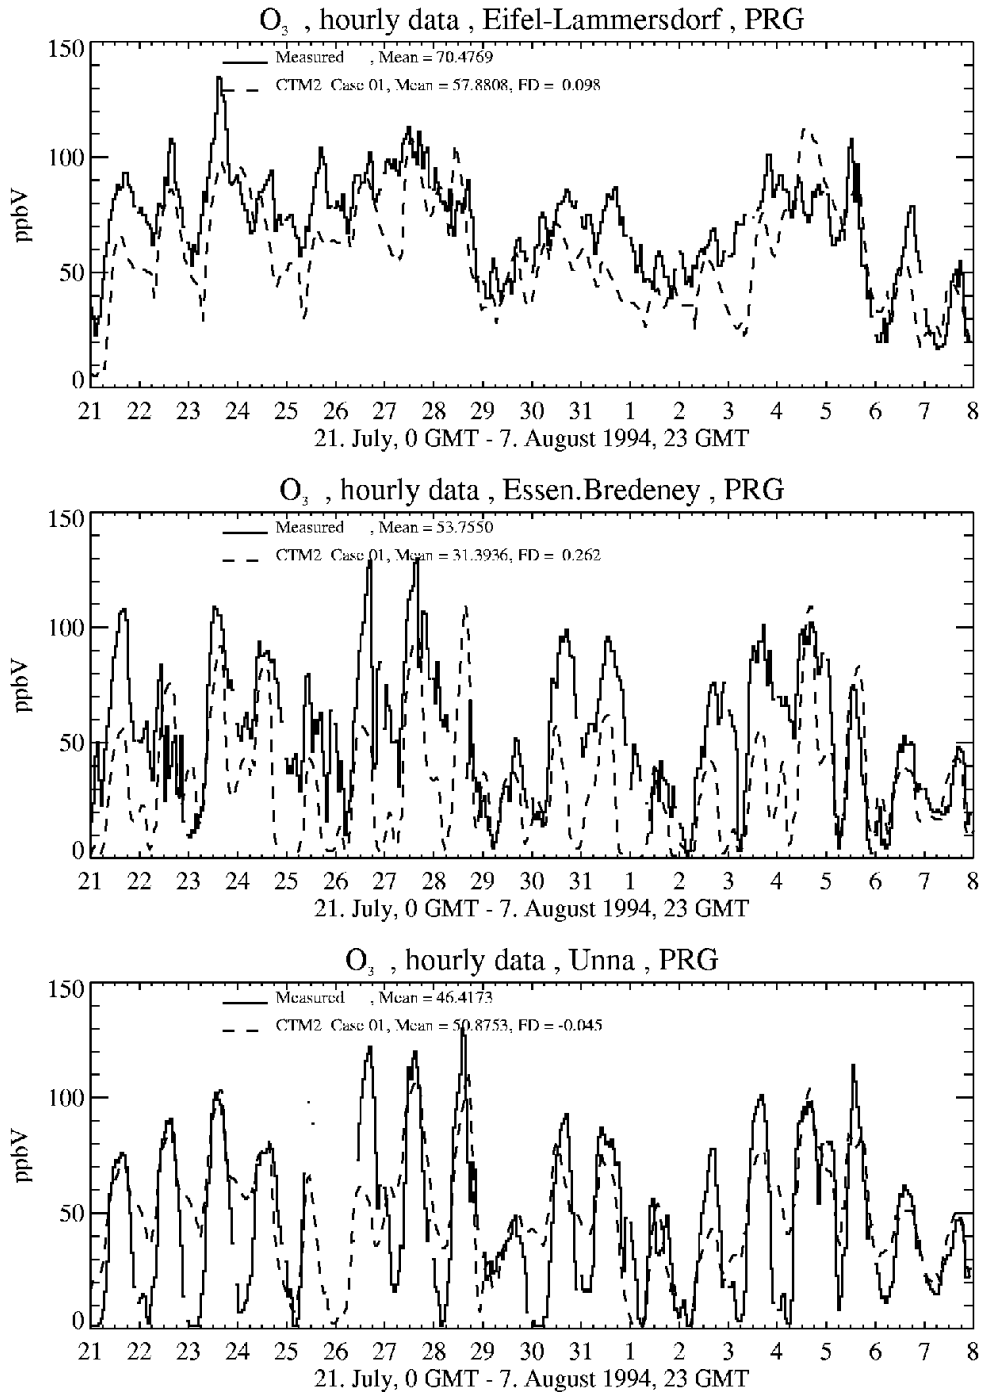 O3 , hourly data , Eifel-Lammersdorf , PRG
150
Measured , Mean = 70.4769
CTM2 Case 01, Mean = 57.8808, FD = 0.098
100
ppbV
50
0
21 22 23 24 25 26 27 28 29 30 31 1 2 3 4 5 6 7 8
21. July, 0 GMT - 7. August 1994, 23 GMT
O3 , hourly data , Essen.Bredeney , PRG
150
Measured , Mean = 53.7550
CTM2 Case 01, Mean = 31.3936, FD = 0.262
100
ppbV
50
0
21 22 23 24 25 26 27 28 29 30 31 1 2 3 4 5 6 7 8
21. July, 0 GMT - 7. August 1994, 23 GMT
O3 , hourly data , Unna , PRG
150
Measured , Mean = 46.4173
CTM2 Case 01, Mean = 50.8753, FD = -0.045
100
ppbV
50
0
21 22 23 24 25 26 27 28 29 30 31 1 2 3 4 5 6 7 8
21. July, 0 GMT - 7. August 1994, 23 GMT